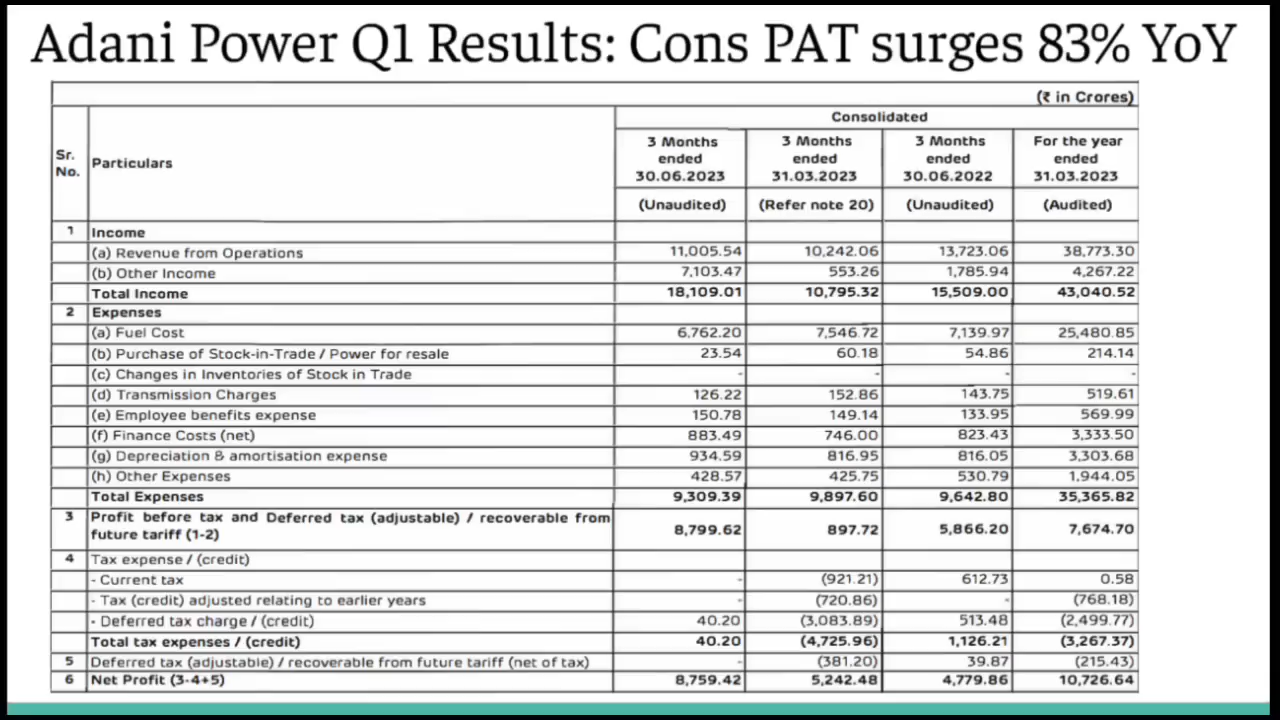 Adani Power Q1 Results: Cons PAT surges 83% YoY
(₹ in Crores)
Sr. No. Particulars Consolidated
3 Months ended 30.06.2023 3 Months ended 31.03.2023 3 Months ended 30.06.2022 For the year ended 31.03.2023
(Unaudited) (Refer note 20) (Unaudited) (Audited)
1 Income
(a) Revenue from Operations 11,005.54 10,242.06 13,723.06 38,773.30
(b) Other Income 7,103.47 553.26 1,785.94 4,267.22
Total Income 18,109.01 10,795.32 15,509.00 43,040.52
2 Expenses
(a) Fuel Cost 6,762.20 7,546.72 7,139.97 25,480.85
(b) Purchase of Stock-in-Trade / Power for resale 23.54 60.18 54.86 214.14
(c) Changes in Inventories of Stock in Trade - - - -
(d) Transmission Charges 126.22 152.86 143.75 519.61
(e) Employee benefits expense 150.78 149.14 133.95 569.99
(f) Finance Costs (net) 883.49 746.00 823.43 3,333.50
(g) Depreciation & amortisation expense 934.59 816.95 816.05 3,303.68
(h) Other Expenses 428.57 425.75 530.79 1,944.05
Total Expenses 9,309.39 9,897.60 9,642.80 35,365.82
3 Profit before tax and Deferred tax (adjustable) / recoverable from
future tariff (1-2) 8,799.62 897.72 5,866.20 7,674.70
4 Tax expense / (credit)
- Current tax - (921.21) 612.73 0.58
- Tax (credit) adjusted relating to earlier years - (720.86) - (768.18)
- Deferred tax charge / (credit) 40.20 (3,083.89) 513.48 (2,499.77)
Total tax expenses / (credit) 40.20 (4,725.96) 1,126.21 (3,267.37)
5 Deferred tax (adjustable) / recoverable from future tariff (net of tax) - (381.20) 39.87 (215.43)
6 Net Profit (3-4+5) 8,759.42 5,242.48 4,779.86 10,726.64